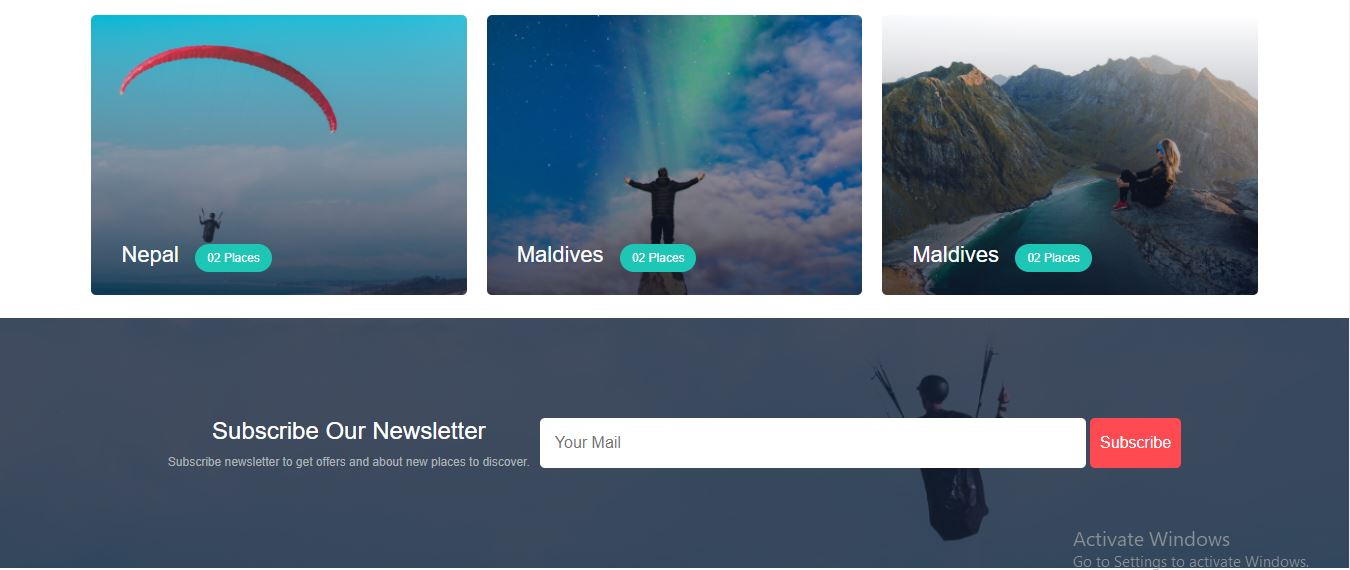 Nepal 02 Places
Maldives 02 Places
Maldives 02 Places
Subscribe Our Newsletter
Subscribe newsletter to get offers and about new places to discover.
Your Mail
Subscribe
Activate Windows
Go to Settings to activate Windows.